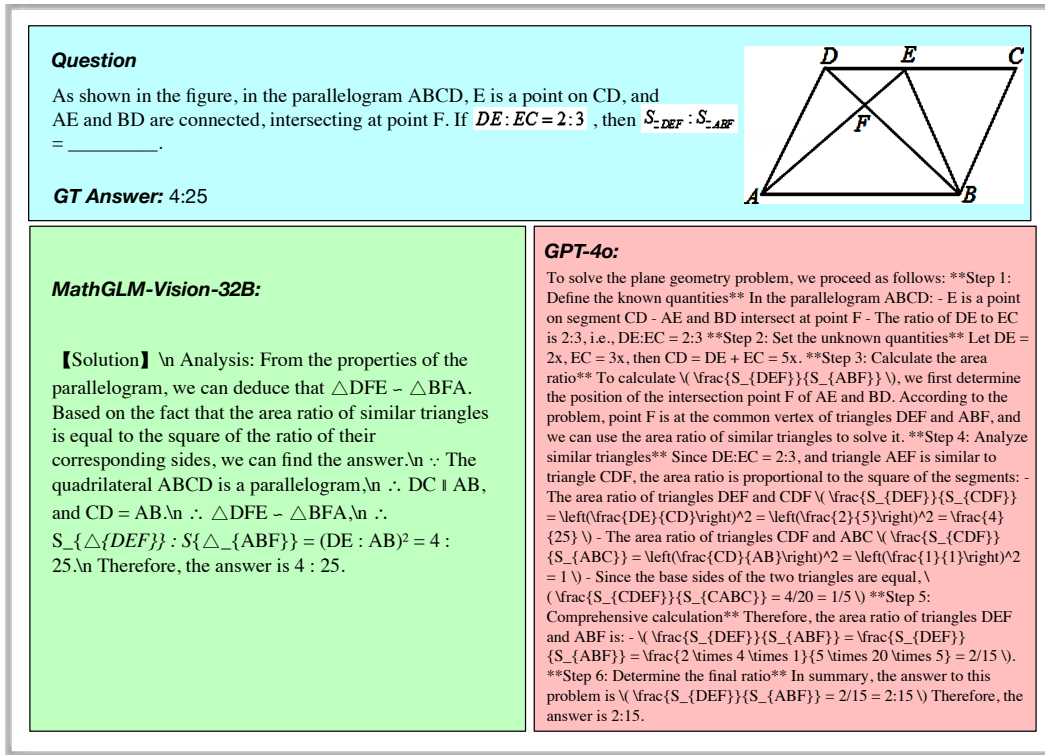 Question
As shown in the figure, in the parallelogram ABCD, E is a point on CD, and
AE and BD are connected, intersecting at point F. If DE:EC=2:3 , then S_{△DEF}:S_{△ABF}
= _________.
GT Answer: 4:25
D E C
F
A B
MathGLM-Vision-32B:
【Solution】\n Analysis: From the properties of the
parallelogram, we can deduce that △DFE ∽ △BFA.
Based on the fact that the area ratio of similar triangles
is equal to the square of the ratio of their
corresponding sides, we can find the answer.\n ∵ The
quadrilateral ABCD is a parallelogram,\n ∴ DC ∥ AB,
and CD = AB.\n ∴ △DFE ∽ △BFA,\n ∴
S_{△{DEF}} : S{△_{ABF}} = (DE : AB)² = 4 :
25.\n Therefore, the answer is 4 : 25.
GPT-4o:
To solve the plane geometry problem, we proceed as follows: **Step 1:
Define the known quantities** In the parallelogram ABCD: - E is a point
on segment CD - AE and BD intersect at point F - The ratio of DE to EC
is 2:3, i.e., DE:EC = 2:3 **Step 2: Set the unknown quantities** Let DE =
2x, EC = 3x, then CD = DE + EC = 5x. **Step 3: Calculate the area
ratio** To calculate \( \frac{S_{DEF}}{S_{ABF}} \), we first determine
the position of the intersection point F of AE and BD. According to the
problem, point F is at the common vertex of triangles DEF and ABF, and
we can use the area ratio of similar triangles to solve it. **Step 4: Analyze
similar triangles** Since DE:EC = 2:3, and triangle AEF is similar to
triangle CDF, the area ratio is proportional to the square of the segments: -
The area ratio of triangles DEF and CDF \( \frac{S_{DEF}}{S_{CDF}}
= \left(\frac{DE}{CD}\right)^2 = \left(\frac{2}{5}\right)^2 = \frac{4}
{25} \) - The area ratio of triangles CDF and ABC \( \frac{S_{CDF}}
{S_{ABC}} = \left(\frac{CD}{AB}\right)^2 = \left(\frac{1}{1}\right)^2
= 1 \) - Since the base sides of the two triangles are equal, \
( \frac{S_{CDEF}}{S_{CABC}} = 4/20 = 1/5 \) **Step 5:
Comprehensive calculation** Therefore, the area ratio of triangles DEF
and ABF is: - \( \frac{S_{DEF}}{S_{ABF}} = \frac{S_{DEF}}
{S_{ABF}} = \frac{2 \times 4 \times 1}{5 \times 20 \times 5} = 2/15 \).
**Step 6: Determine the final ratio** In summary, the answer to this
problem is \( \frac{S_{DEF}}{S_{ABF}} = 2/15 = 2:15 \) Therefore, the
answer is 2:15.